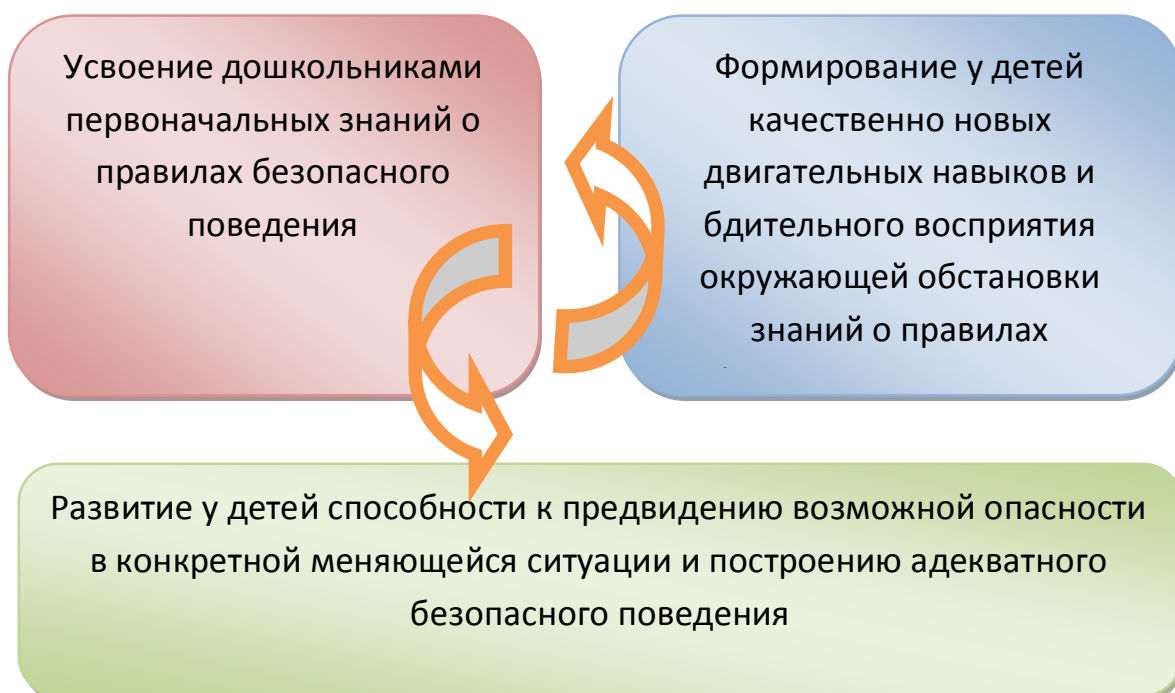 Усвоение дошкольниками
первоначальных знаний о
правилах безопасного
поведения
Формирование у детей
качественно новых
двигательных навыков и
бдительного восприятия
окружающей обстановки
знаний о правилах
Развитие у детей способности к предвидению возможной опасности
в конкретной меняющейся ситуации и построению адекватного
безопасного поведения